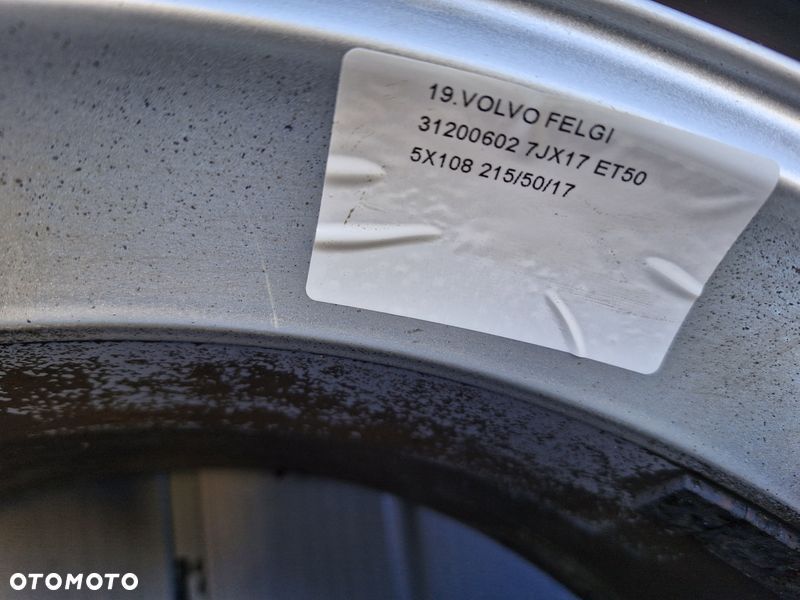 19.VOLVO FELGI
31200602 7JX17 ET50
5X108 215/50/17
OTOMOTO